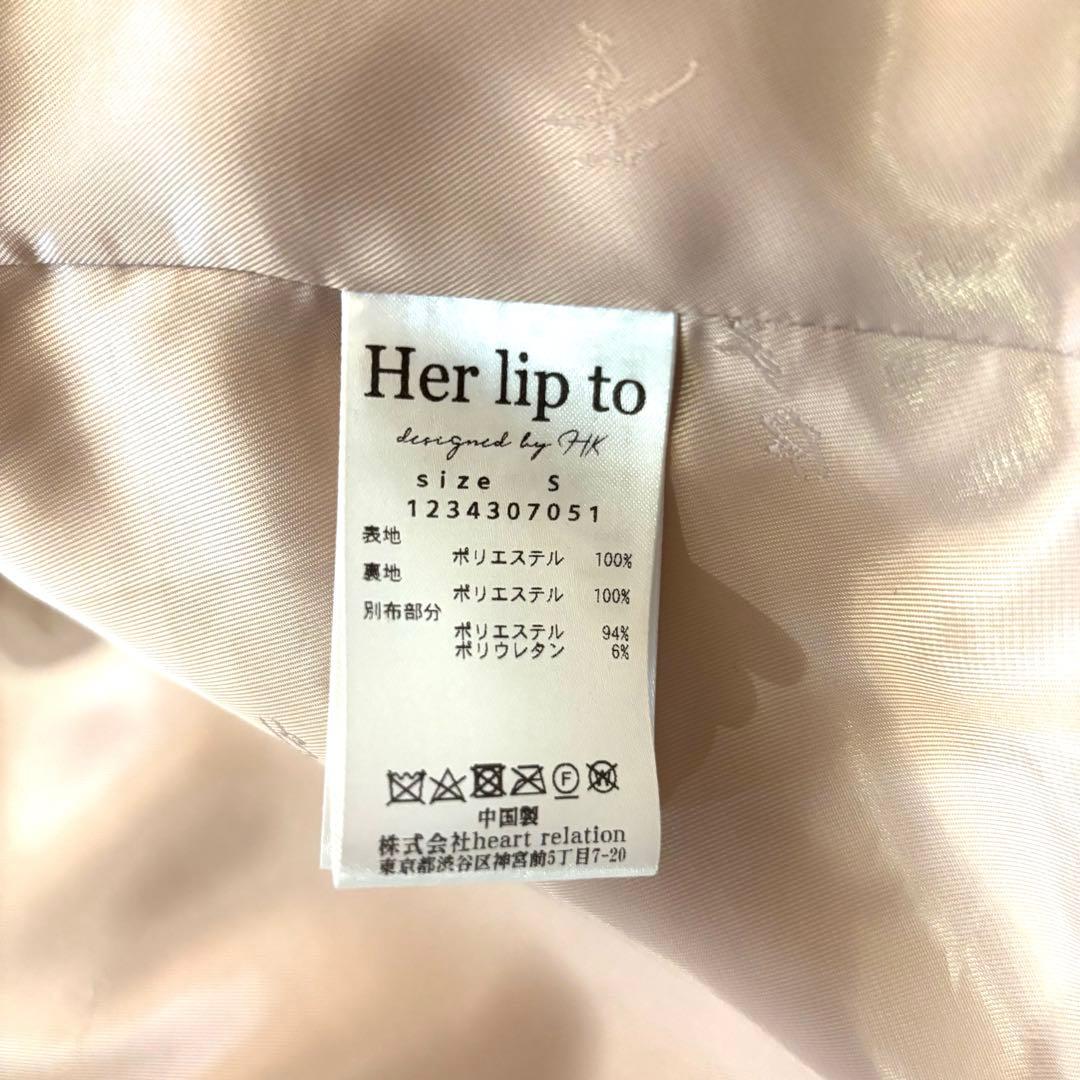 Her lip to
designed by HK
size S
1234307051
表地
ポリエステル 100%
裏地
ポリエステル 100%
別布部分
ポリエステル 94%
ポリウレタン 6%
F
W
中国製
株式会社heart relation
東京都渋谷区神宮前5丁目7-20